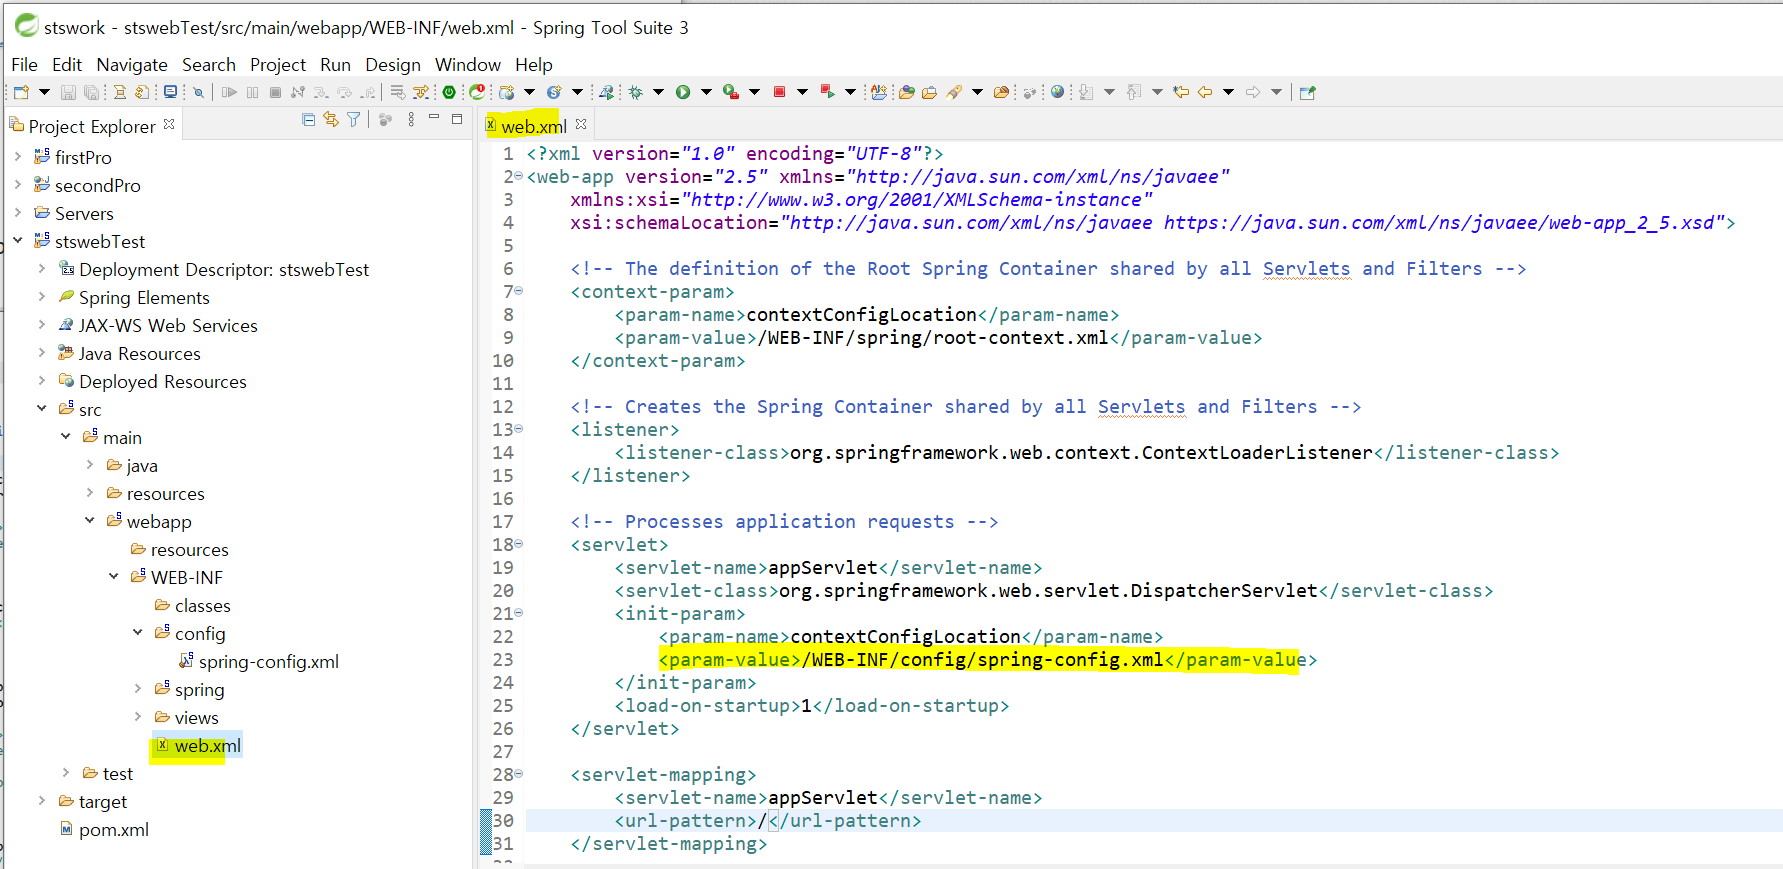 stswork - stswebTest/src/main/webapp/WEB-INF/web.xml - Spring Tool Suite 3
File Edit Navigate Search Project Run Design Window Help
Project Explorer
firstPro
secondPro
Servers
stswebTest
Deployment Descriptor: stswebTest
Spring Elements
JAX-WS Web Services
Java Resources
Deployed Resources
src
main
java
resources
webapp
resources
WEB-INF
classes
config
spring-config.xml
spring
views
web.xml
test
target
pom.xml
web.xml
1 <?xml version="1.0" encoding="UTF-8"?>
2 <web-app version="2.5" xmlns="http://java.sun.com/xml/ns/javaee"
3 xmlns:xsi="http://www.w3.org/2001/XMLSchema-instance"
4 xsi:schemaLocation="http://java.sun.com/xml/ns/javaee https://java.sun.com/xml/ns/javaee/web-app_2_5.xsd">
5
6 <!-- The definition of the Root Spring Container shared by all Servlets and Filters -->
7 <context-param>
8 <param-name>contextConfigLocation</param-name>
9 <param-value>/WEB-INF/spring/root-context.xml</param-value>
10 </context-param>
11
12 <!-- Creates the Spring Container shared by all Servlets and Filters -->
13 <listener>
14 <listener-class>org.springframework.web.context.ContextLoaderListener</listener-class>
15 </listener>
16
17 <!-- Processes application requests -->
18 <servlet>
19 <servlet-name>appServlet</servlet-name>
20 <servlet-class>org.springframework.web.servlet.DispatcherServlet</servlet-class>
21 <init-param>
22 <param-name>contextConfigLocation</param-name>
23 <param-value>/WEB-INF/config/spring-config.xml</param-value>
24 </init-param>
25 <load-on-startup>1</load-on-startup>
26 </servlet>
27
28 <servlet-mapping>
29 <servlet-name>appServlet</servlet-name>
30 <url-pattern>/</url-pattern>
31 </servlet-mapping>